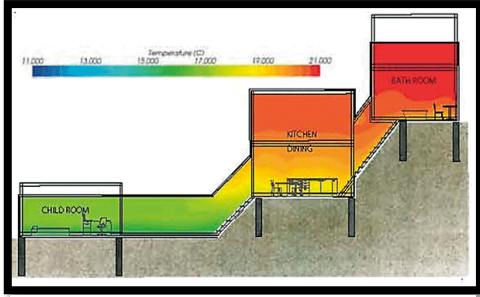 Temperature (C)
11.000 13.000 15.000 17.000 19.000 21.000
BATH ROOM
KITCHEN
DINING
CHILD ROOM